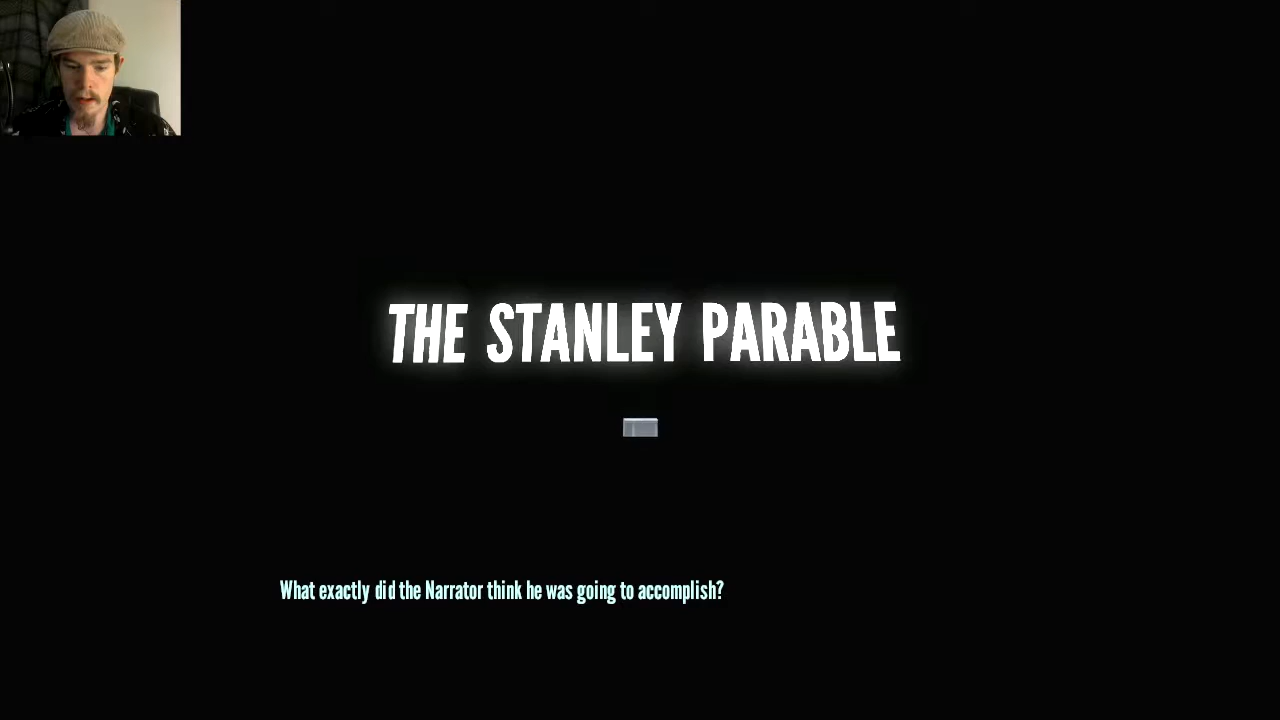 THE STANLEY PARABLE
What exactly did the Narrator think he was going to accomplish?